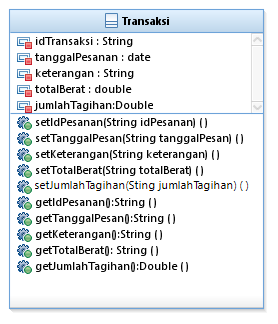 Transaksi
idTransaksi : String
tanggalPesanan : date
keterangan : String
totalBerat : double
jumlahTagihan:Double
setIdPesanan(String idPesanan) ( )
setTanggalPesan(String tanggalPesan) ( )
setKeterangan(String keterangan) ( )
setTotalBerat(String totalBerat) ( )
setJumlahTagihan(Sting jumlahTagihan) ( )
getIdPesanan():String ( )
getTanggalPesan():String ( )
getKeterangan():String ( )
getTotalBerat(): String ( )
getJumlahTagihan():Double ( )